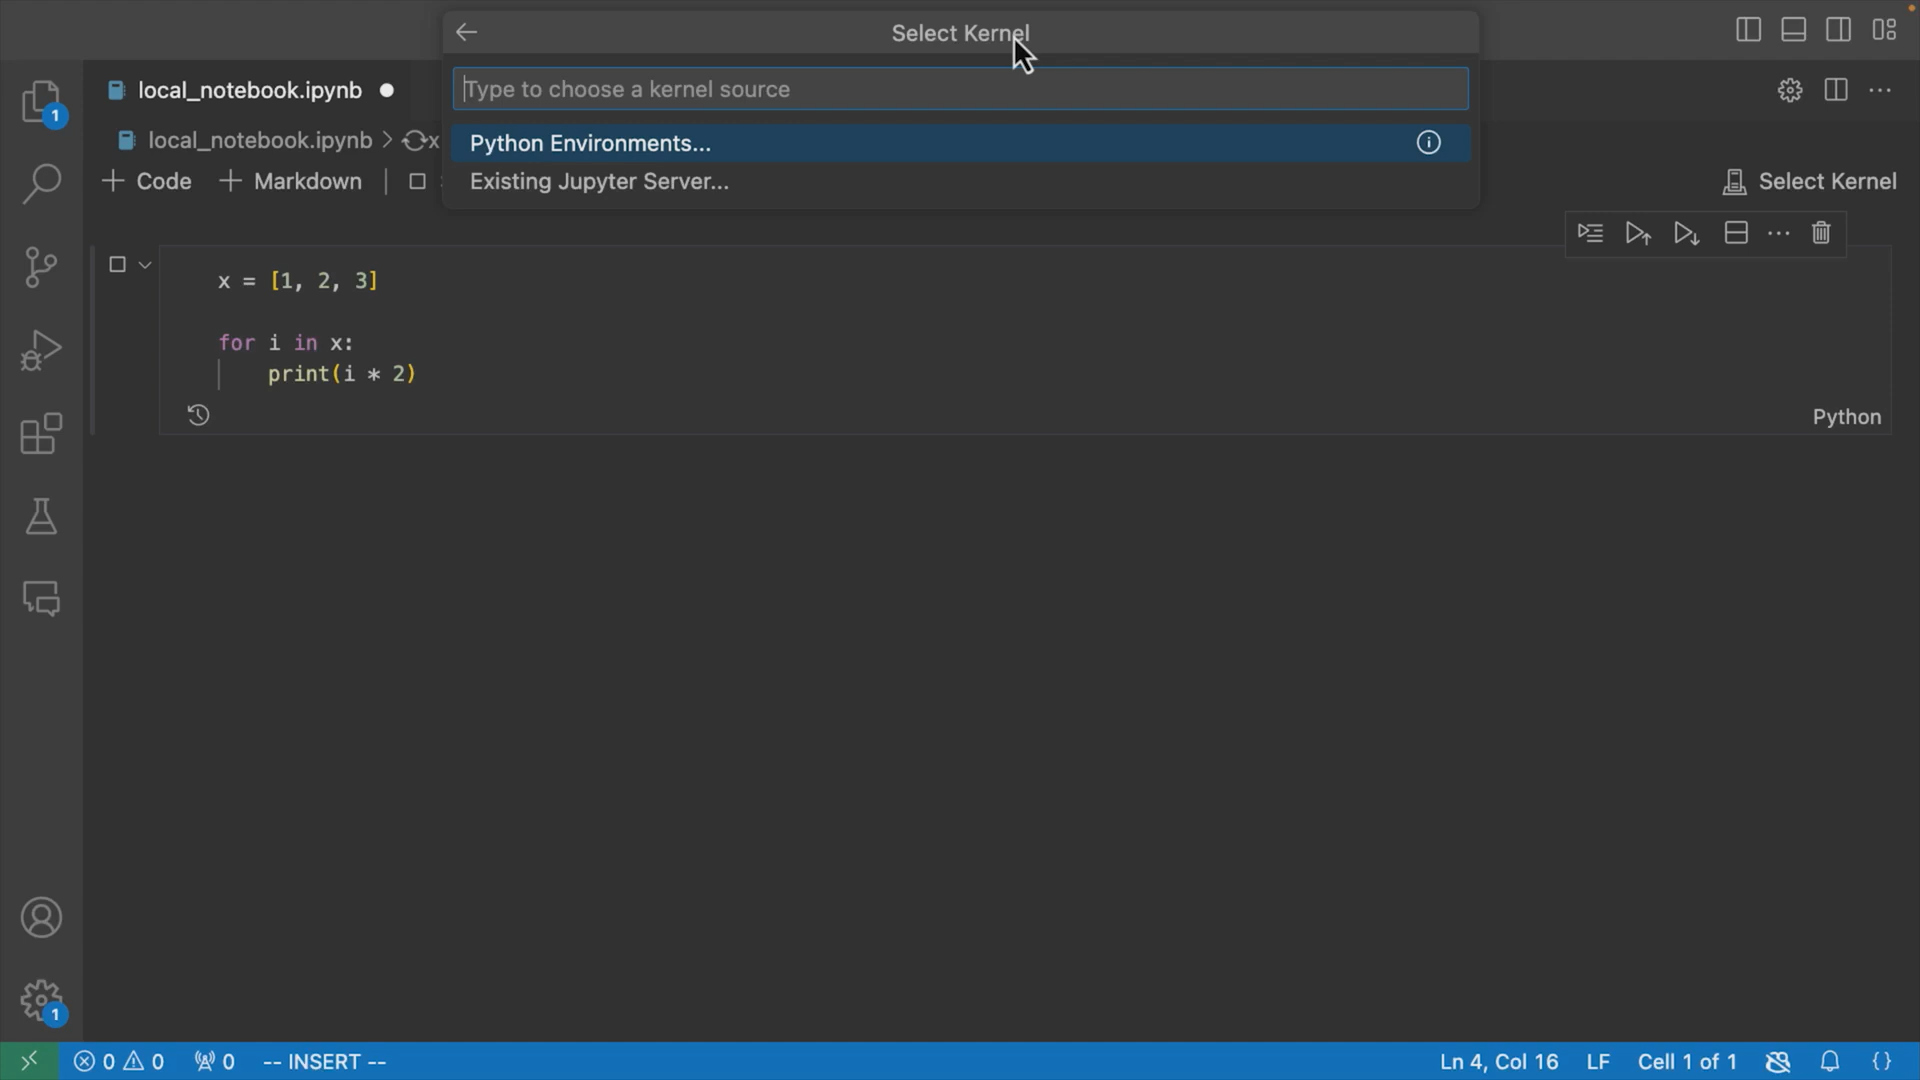 Select Kernel
local_notebook.ipynb
Type to choose a kernel source
1
local_notebook.ipynb > x
Python Environments...
Code
Markdown
Existing Jupyter Server...
Select Kernel
x = [1, 2, 3]
for i in x:
print(i * 2)
Python
1
0 0 0 -- INSERT --
Ln 4, Col 16 LF Cell 1 of 1 {}